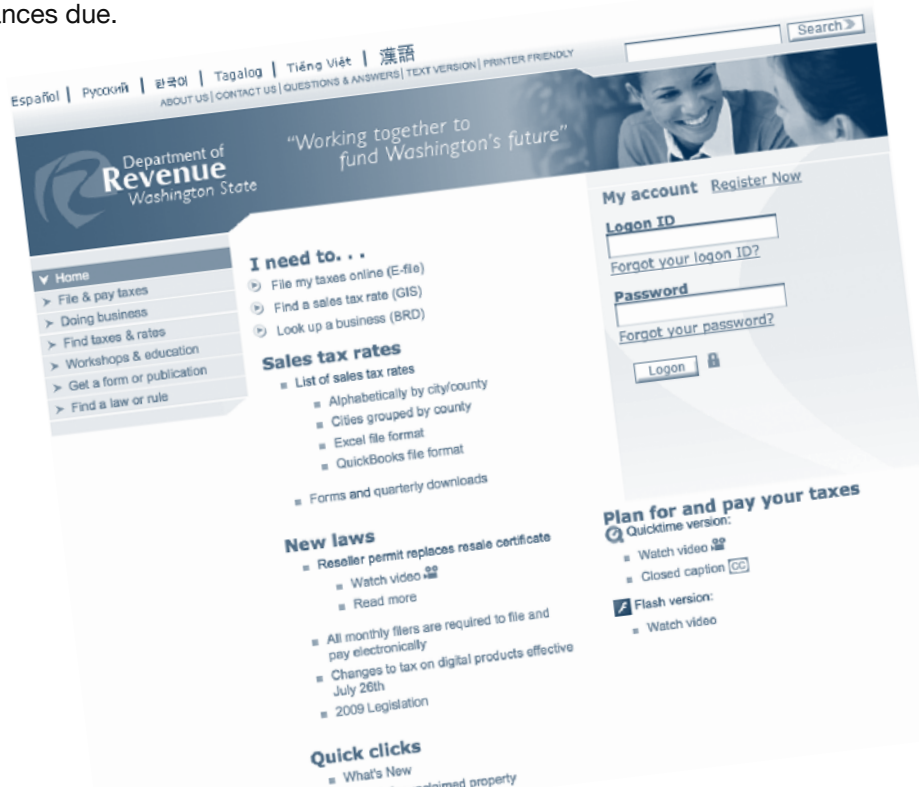 ances due.
Search
Español | Русский | 한국어 | Tagalog | Tiếng Việt | 漢語
ABOUT US | CONTACT US | QUESTIONS & ANSWERS | TEXT VERSION | PRINTER FRIENDLY
Department of
Revenue
Washington State
"Working together to
fund Washington's future"
Home
File & pay taxes
Doing business
Find taxes & rates
Workshops & education
Get a form or publication
Find a law or rule
I need to. . .
File my taxes online (E-file)
Find a sales tax rate (GIS)
Look up a business (BRD)
Sales tax rates
List of sales tax rates
Alphabetically by city/county
Cities grouped by county
Excel file format
QuickBooks file format
Forms and quarterly downloads
New laws
Reseller permit replaces resale certificate
Watch video
Read more
All monthly filers are required to file and
pay electronically
Changes to tax on digital products effective
July 26th
2009 Legislation
Quick clicks
What's New
unclaimed property
My account Register Now
Logon ID
Forgot your logon ID?
Password
Forgot your password?
Logon
Plan for and pay your taxes
Quicktime version:
Watch video
Closed caption CC
Flash version:
Watch video